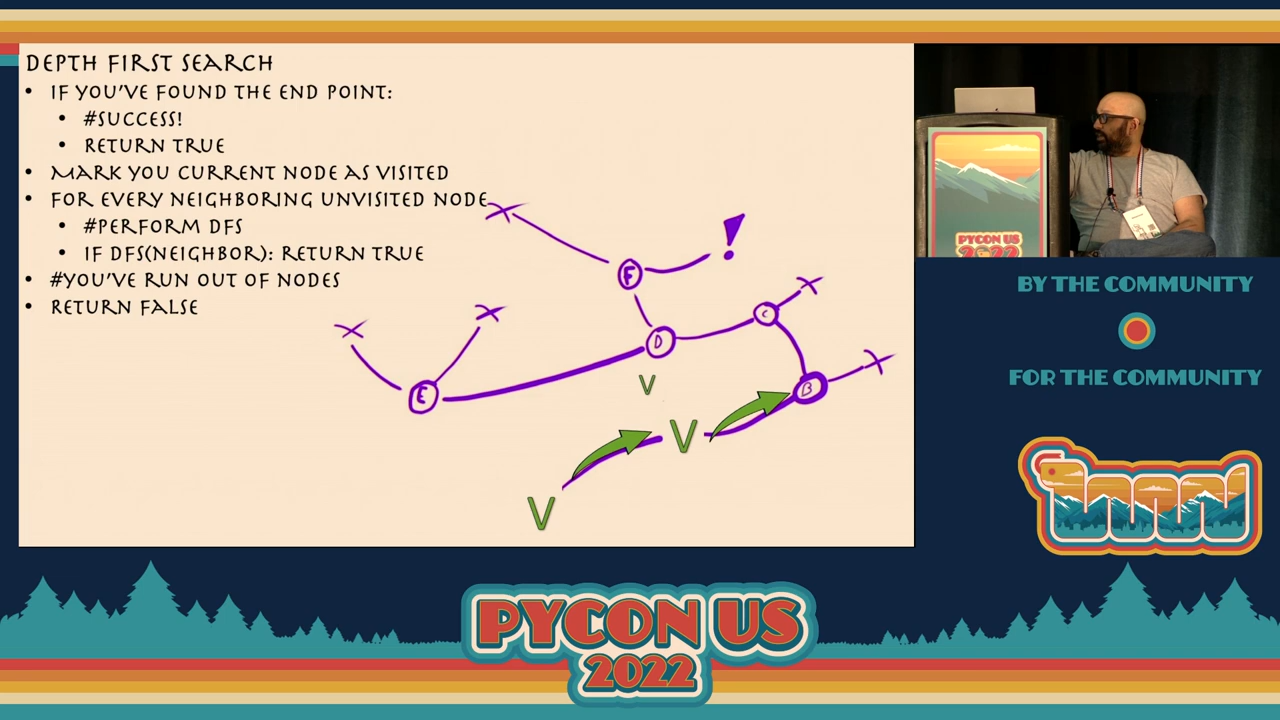 DEPTH FIRST SEARCH
• IF YOU'VE FOUND THE END POINT:
• #SUCCESS!
• RETURN TRUE
• MARK YOU CURRENT NODE AS VISITED
• FOR EVERY NEIGHBORING UNVISITED NODE
• #PERFORM DFS
• IF DFS(NEIGHBOR): RETURN TRUE
• #YOU'VE RUN OUT OF NODES
• RETURN FALSE
X
!
F
X
X
X
C
D
E
B
X
V
V
V
PYCON US
2022
BY THE COMMUNITY
FOR THE COMMUNITY
PYCON US
2022